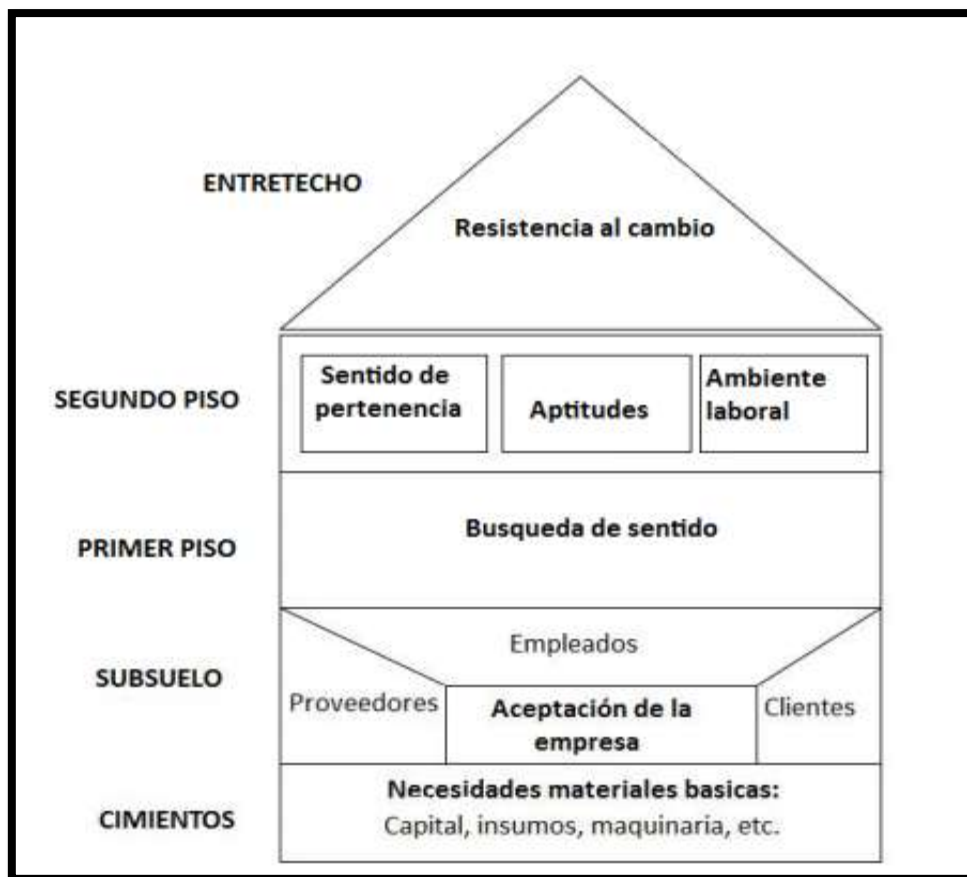 ENTRETECHO
Resistencia al cambio
SEGUNDO PISO
Sentido de
pertenencia
Aptitudes
Ambiente
laboral
PRIMER PISO
Busqueda de sentido
SUBSUELO
Empleados
Proveedores
Aceptación de la
empresa
Clientes
CIMIENTOS
Necesidades materiales basicas:
Capital, insumos, maquinaria, etc.